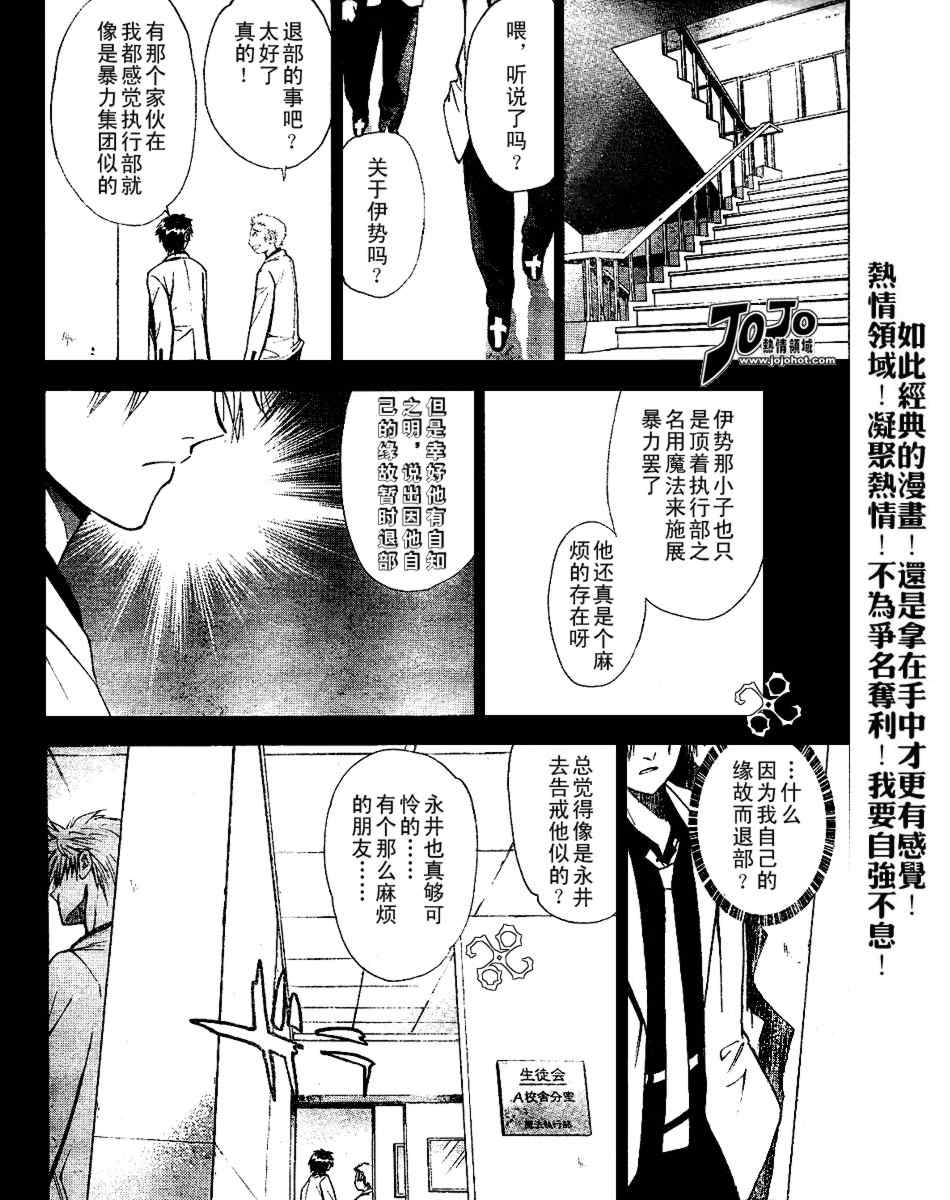 喂，听说了吗？
关于伊势吗？
退部的事吧？
太好了
真的！
有那个家伙在
我都感觉执行部就
像是暴力集团似的
JOJO
熱情領域
www.jojohot.com
伊势那小子也只
是顶着执行部之
名用魔法来施展
暴力罢了
他还真是个麻
烦的存在呀
但是幸好他有自知
之明，说出因他自
己的缘故暂时退部
…什么
因为我自己的
缘故而退部？
总觉得像是永井
去告戒他似的？
永井也真够可
怜的……
有个那么麻烦
的朋友……
生徒会
A校舍分室
魔法执行部
如此經典的漫畫！還是拿在手中才更有感覺！
熱情領域！凝聚熱情！不為爭名奪利！我要自強不息！